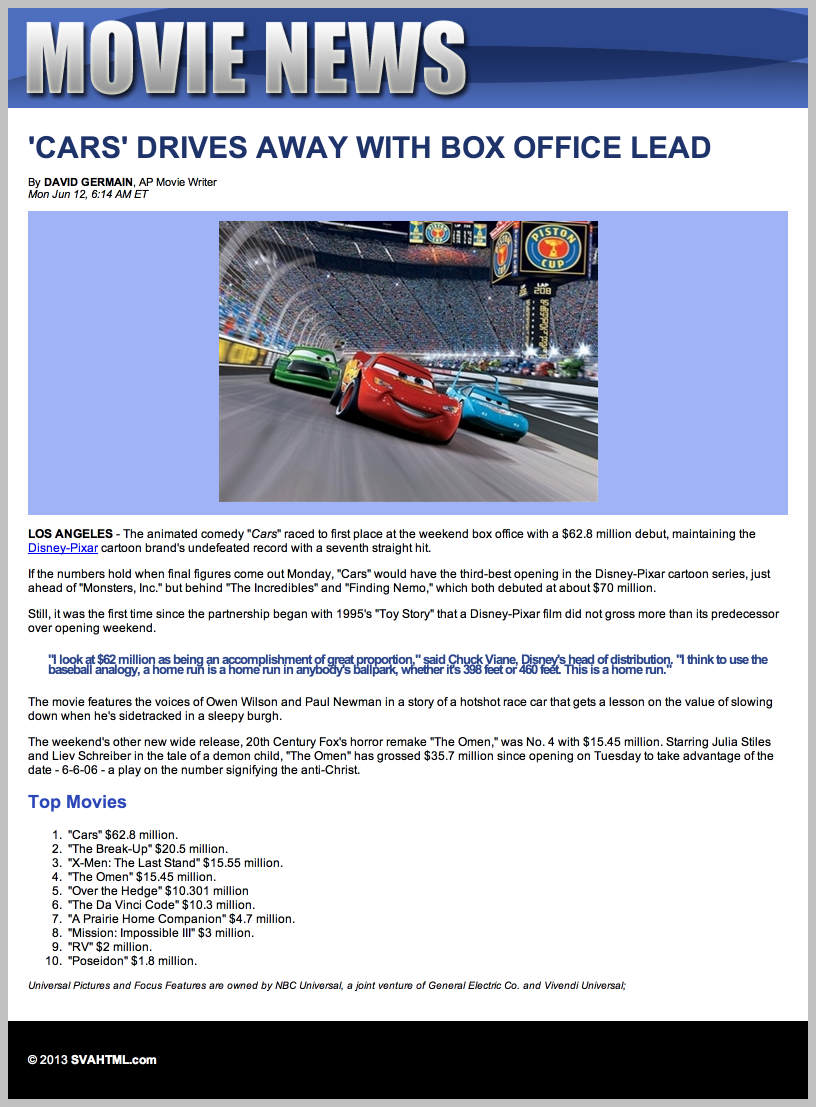 MOVIE NEWS
'CARS' DRIVES AWAY WITH BOX OFFICE LEAD
By DAVID GERMAIN, AP Movie Writer
Mon Jun 12, 6:14 AM ET
PISTON
CUP
PISTON
CUP
LAP
208
LOS ANGELES - The animated comedy "Cars" raced to first place at the weekend box office with a $62.8 million debut, maintaining the
Disney-Pixar cartoon brand's undefeated record with a seventh straight hit.
If the numbers hold when final figures come out Monday, "Cars" would have the third-best opening in the Disney-Pixar cartoon series, just
ahead of "Monsters, Inc." but behind "The Incredibles" and "Finding Nemo," which both debuted at about $70 million.
Still, it was the first time since the partnership began with 1995's "Toy Story" that a Disney-Pixar film did not gross more than its predecessor
over opening weekend.
"I look at $62 million as being an accomplishment of great proportion," said Chuck Viane, Disney's head of distribution. "I think to use the
baseball analogy, a home run is a home run in anybody's ballpark, whether it's 398 feet or 460 feet. This is a home run."
The movie features the voices of Owen Wilson and Paul Newman in a story of a hotshot race car that gets a lesson on the value of slowing
down when he's sidetracked in a sleepy burgh.
The weekend's other new wide release, 20th Century Fox's horror remake "The Omen," was No. 4 with $15.45 million. Starring Julia Stiles
and Liev Schreiber in the tale of a demon child, "The Omen" has grossed $35.7 million since opening on Tuesday to take advantage of the
date - 6-6-06 - a play on the number signifying the anti-Christ.
Top Movies
1. "Cars" $62.8 million.
2. "The Break-Up" $20.5 million.
3. "X-Men: The Last Stand" $15.55 million.
4. "The Omen" $15.45 million.
5. "Over the Hedge" $10.301 million
6. "The Da Vinci Code" $10.3 million.
7. "A Prairie Home Companion" $4.7 million.
8. "Mission: Impossible III" $3 million.
9. "RV" $2 million.
10. "Poseidon" $1.8 million.
Universal Pictures and Focus Features are owned by NBC Universal, a joint venture of General Electric Co. and Vivendi Universal;
© 2013 SVAHTML.com